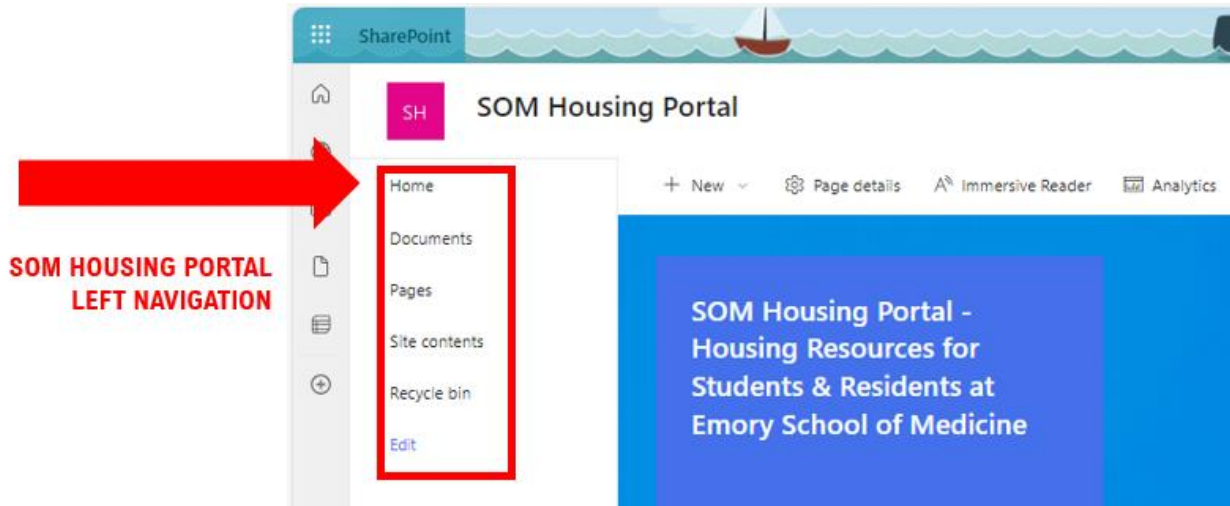 SharePoint
SH
SOM Housing Portal
Home
+ New
Page details
Immersive Reader
Analytics
Documents
SOM HOUSING PORTAL
LEFT NAVIGATION
Pages
Site contents
Recycle bin
Edit
SOM Housing Portal -
Housing Resources for
Students & Residents at
Emory School of Medicine